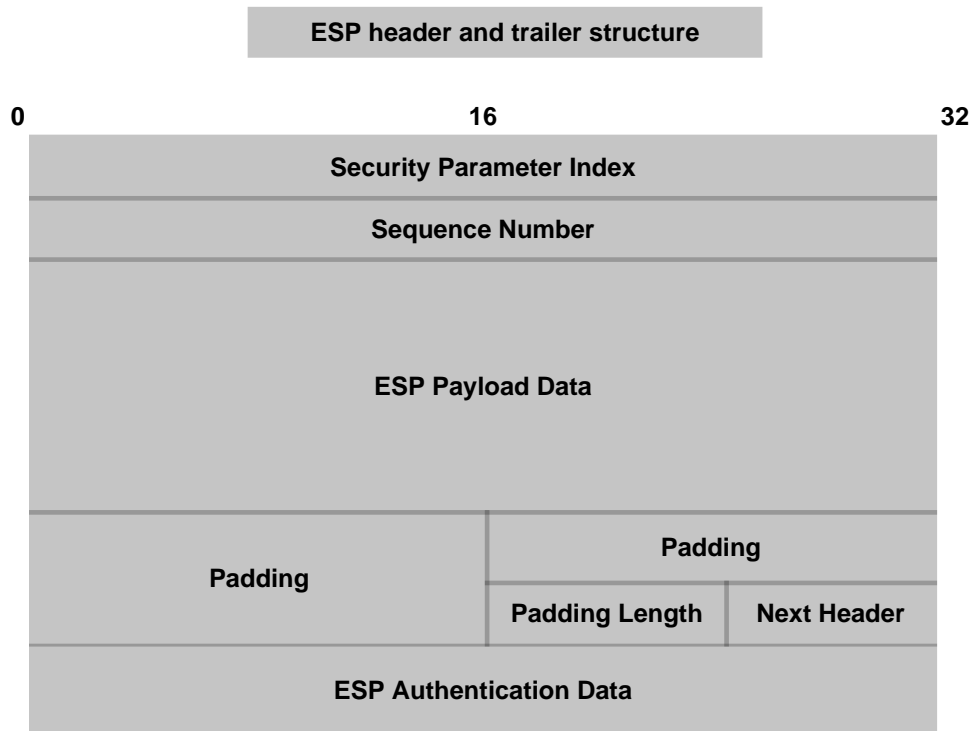 ESP header and trailer structure
0 16 32
Security Parameter Index
Sequence Number
ESP Payload Data
Padding
Padding
Padding Length Next Header
ESP Authentication Data